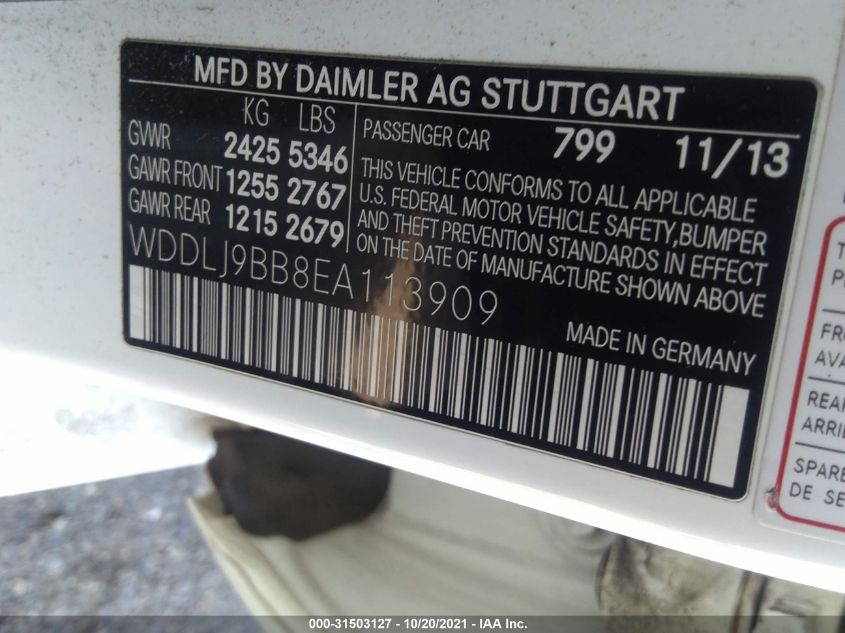 MFD BY DAIMLER AG STUTTGART
KG LBS
GVWR 2425 5346
GAWR FRONT 1255 2767
GAWR REAR 1215 2679
WDDLJ9BB8EA113909
PASSENGER CAR 799 11/13
THIS VEHICLE CONFORMS TO ALL APPLICABLE
U.S. FEDERAL MOTOR VEHICLE SAFETY,BUMPER
AND THEFT PREVENTION STANDARDS IN EFFECT
ON THE DATE OF MANUFACTURE SHOWN ABOVE
MADE IN GERMANY
SPARE
DE
000-31503127 - 10/20/2021 - IAA Inc.